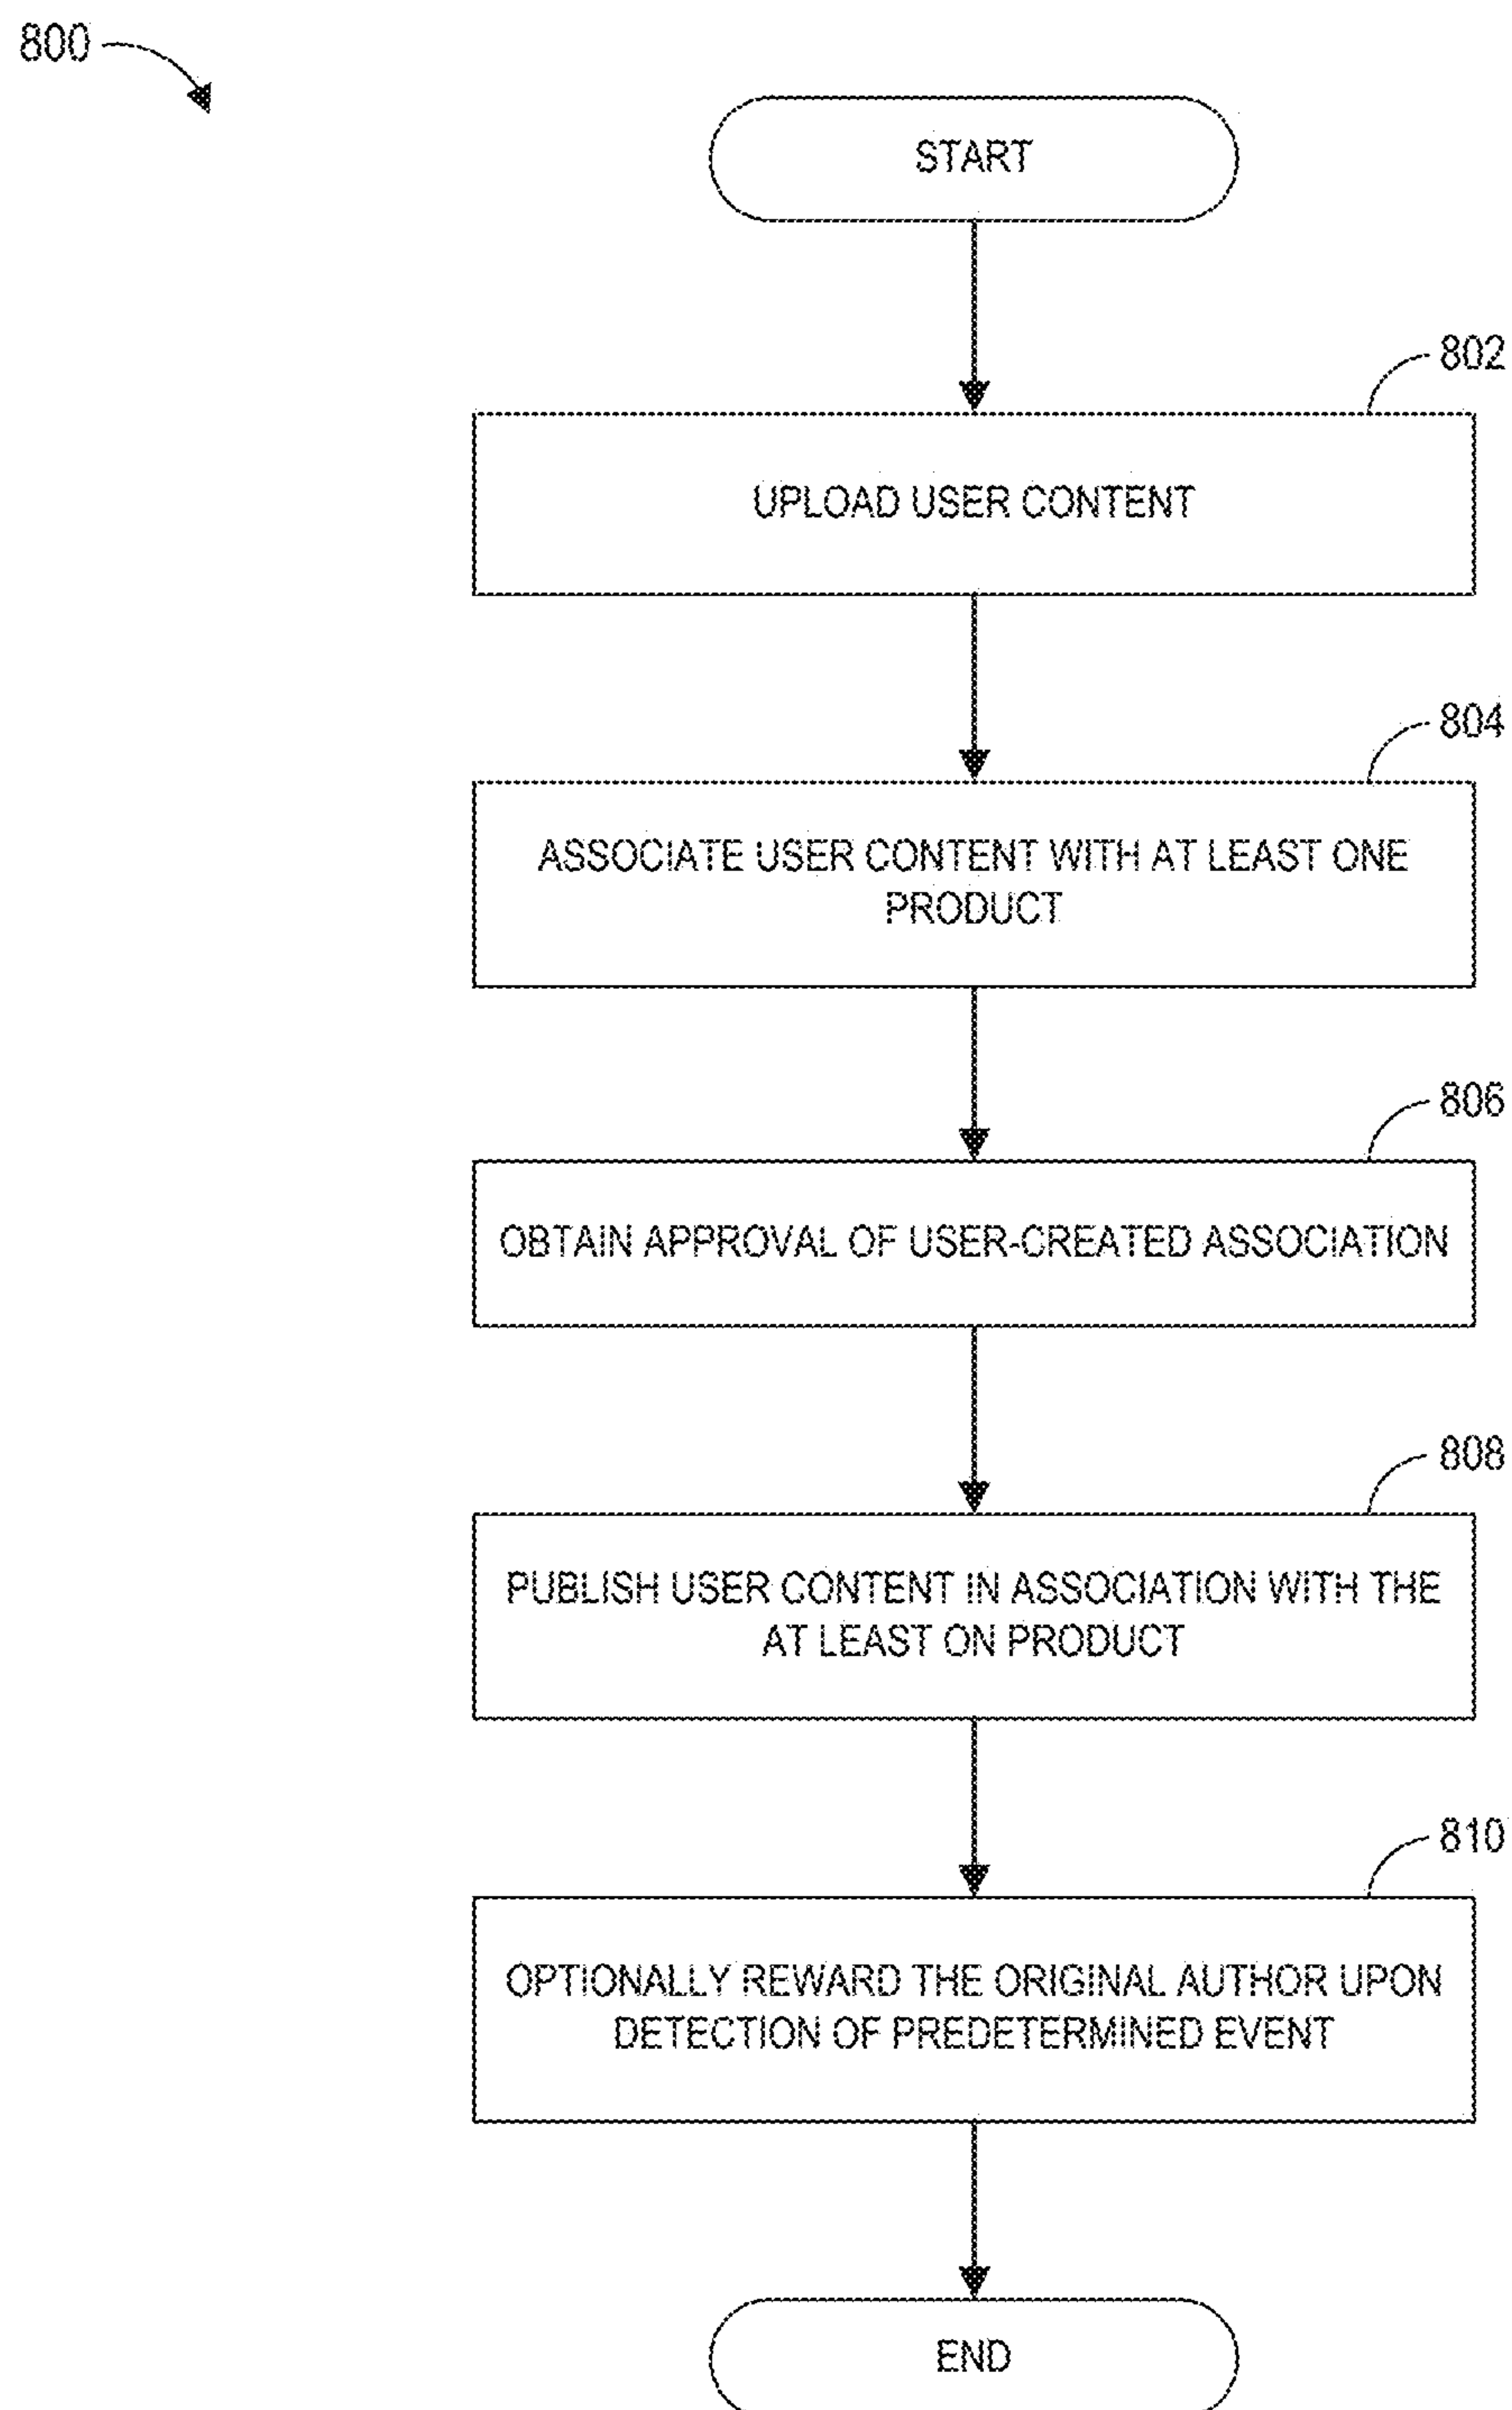 800
START
802
UPLOAD USER CONTENT
804
ASSOCIATE USER CONTENT WITH AT LEAST ONE
PRODUCT
806
OBTAIN APPROVAL OF USER-CREATED ASSOCIATION
808
PUBLISH USER CONTENT IN ASSOCIATION WITH THE
AT LEAST ON PRODUCT
810
OPTIONALLY REWARD THE ORIGINAL AUTHOR UPON
DETECTION OF PREDETERMINED EVENT
END